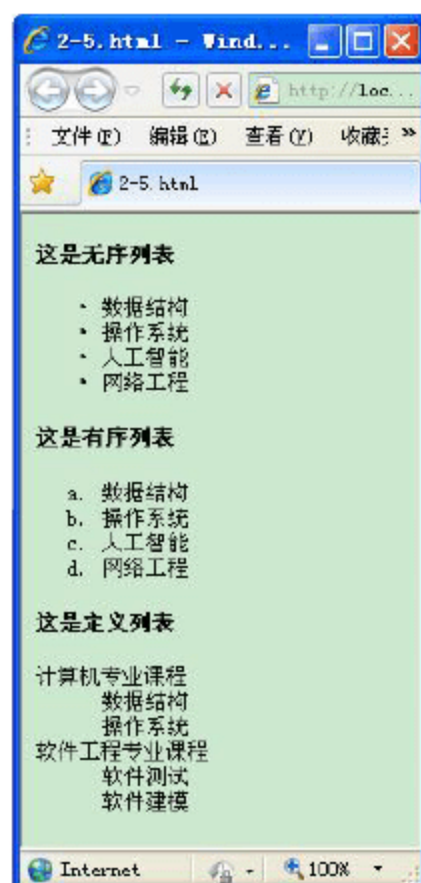 2-5.html - Wind...
http://loc...
文件(F) 编辑(E) 查看(V) 收藏 »
2-5.html
这是无序列表
• 数据结构
• 操作系统
• 人工智能
• 网络工程
这是有序列表
a. 数据结构
b. 操作系统
c. 人工智能
d. 网络工程
这是定义列表
计算机专业课程
数据结构
操作系统
软件工程专业课程
软件测试
软件建模
Internet 100%